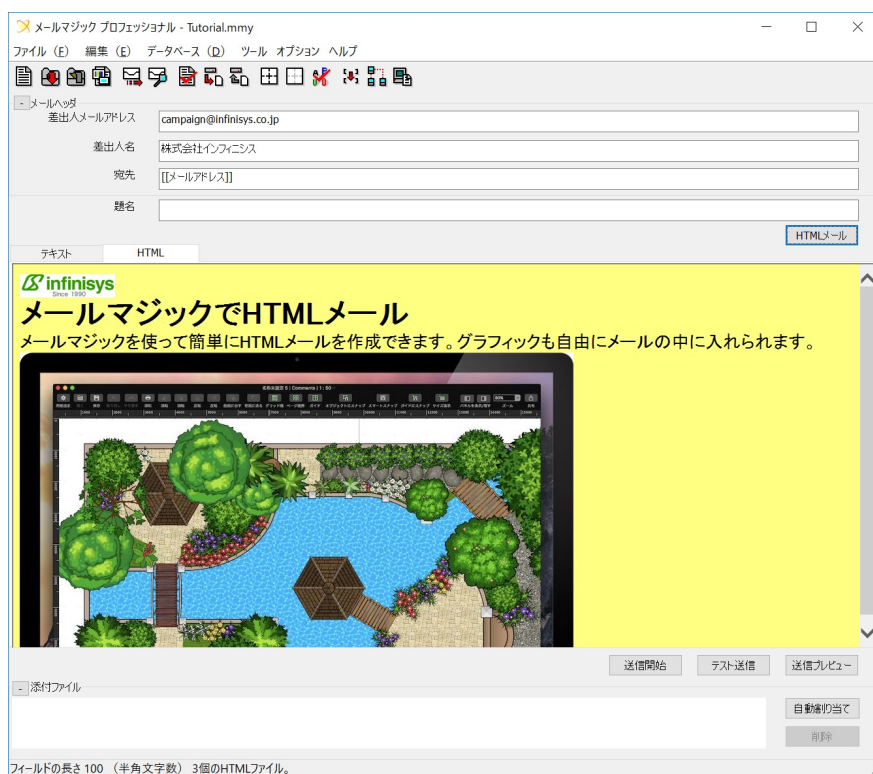 メールマジック プロフェッショナル - Tutorial.mmy
ファイル（F） 編集（E） データベース（D） ツール オプション ヘルプ
- メールヘッダ
差出人メールアドレス campaign@infinisys.co.jp
差出人名 株式会社インフィニシス
宛先 [[メールアドレス]]
題名
HTMLメール
テキスト HTML
infinisys
Since 1990
メールマジックでHTMLメール
メールマジックを使って簡単にHTMLメールを作成できます。グラフィックも自由にメールの中に入れられます。
送信開始 テスト送信 送信プレビュー
- 添付ファイル
自動割り当て
削除
フィールドの長さ 100 （半角文字数） 3個のHTMLファイル。